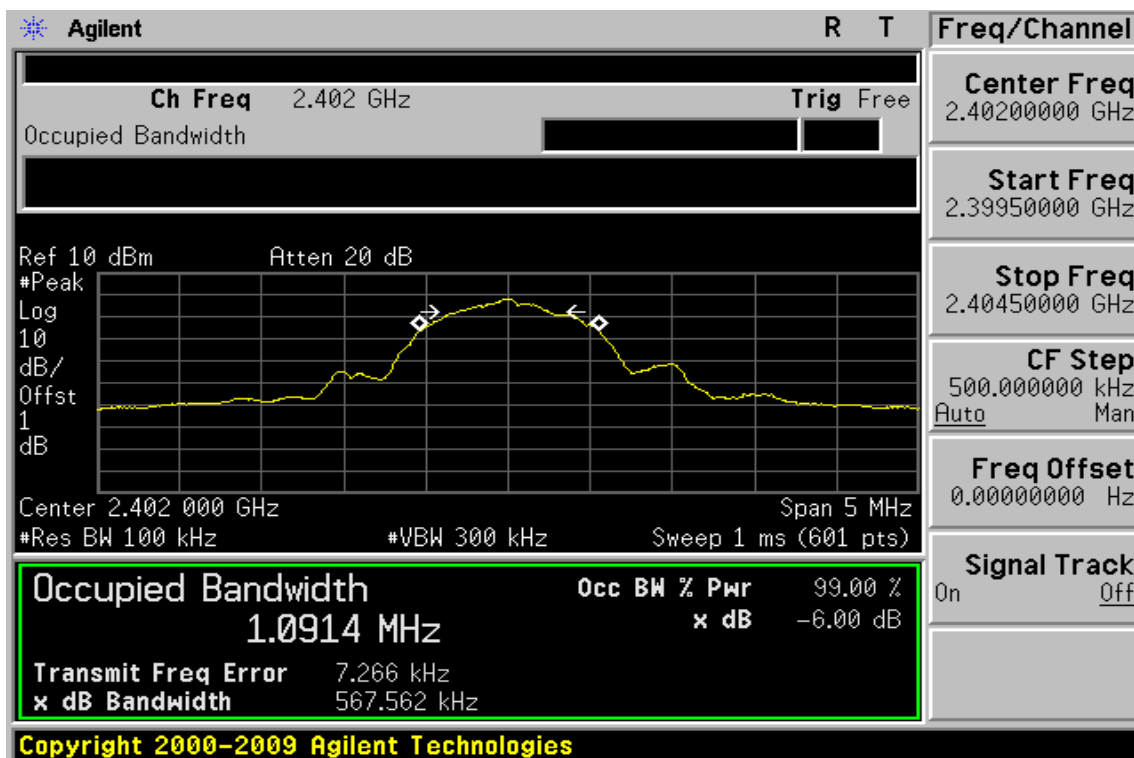 Agilent R T Freq/Channel
Ch Freq 2.402 GHz Trig Free
Occupied Bandwidth
Center Freq
2.40200000 GHz
Start Freq
2.39950000 GHz
Stop Freq
2.40450000 GHz
CF Step
500.000000 kHz
Auto Man
Freq Offset
0.00000000 Hz
Signal Track
On Off
Ref 10 dBm Atten 20 dB
#Peak
Log
10
dB/
Offst
1
dB
Center 2.402 000 GHz Span 5 MHz
#Res BW 100 kHz #VBW 300 kHz Sweep 1 ms (601 pts)
Occupied Bandwidth Occ BW % Pwr 99.00 %
1.0914 MHz x dB -6.00 dB
Transmit Freq Error 7.266 kHz
x dB Bandwidth 567.562 kHz
Copyright 2000-2009 Agilent Technologies